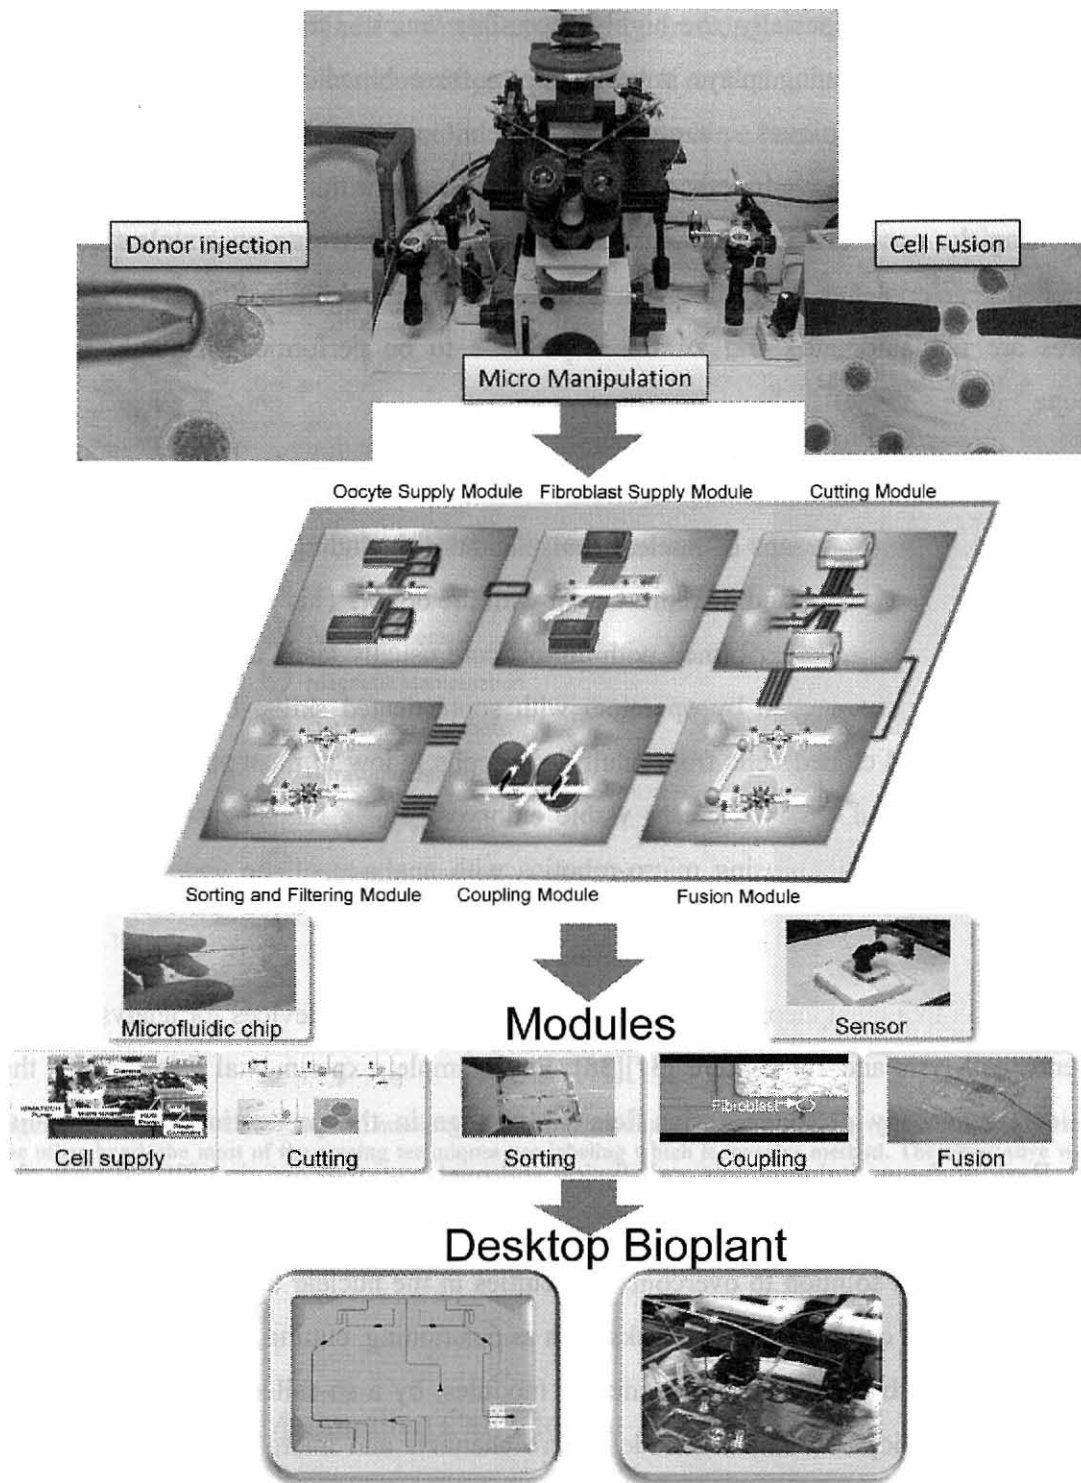 Donor injection
Cell Fusion
Micro Manipulation
Oocyte Supply Module
Fibroblast Supply Module
Cutting Module
Sorting and Filtering Module
Coupling Module
Fusion Module
Microfluidic chip
Modules
Sensor
Camera
Fibroblast
Cell supply
Cutting
Sorting
Coupling
Fusion
Desktop Bioplant